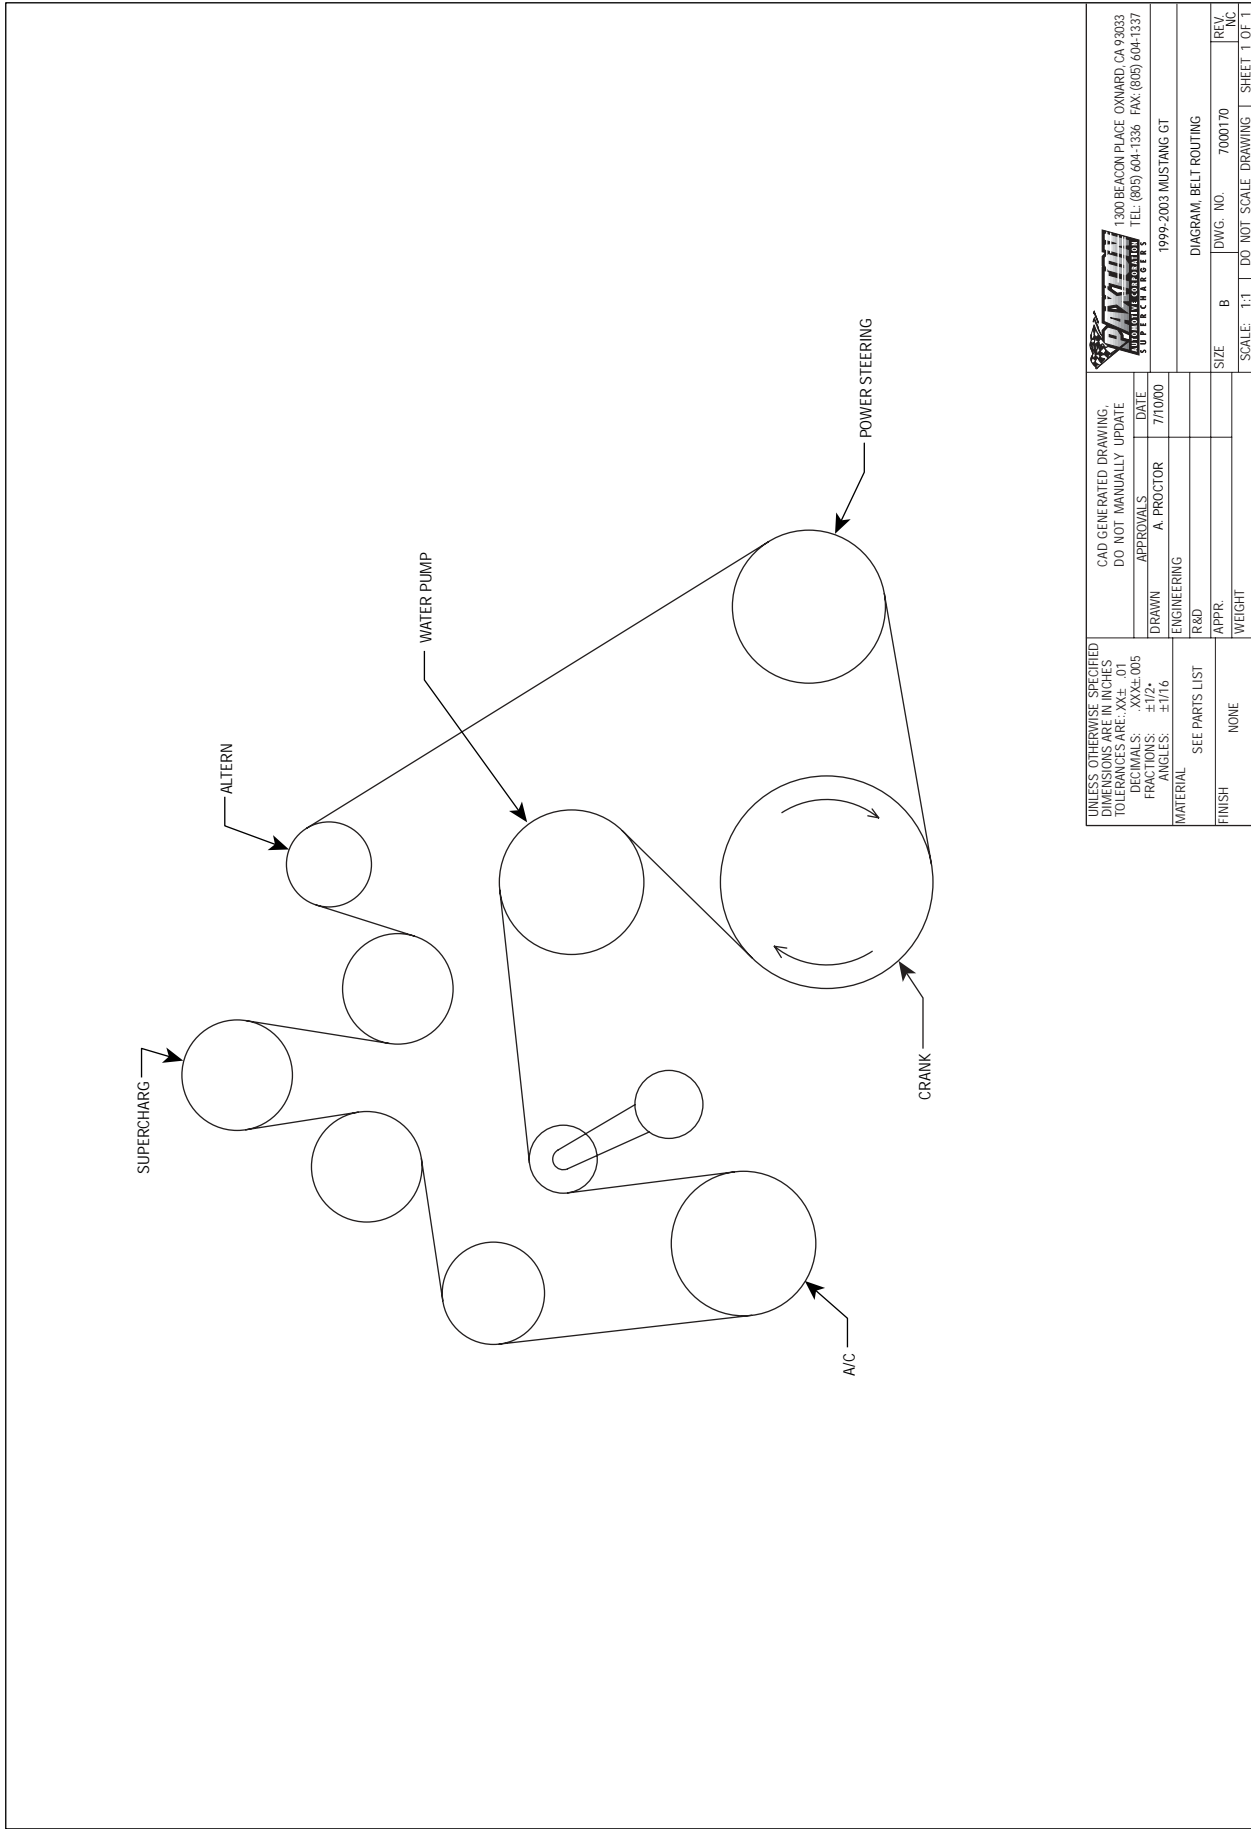 SUPERCHARG
ALTERN
WATER PUMP
POWER STEERING
CRANK
A/C
UNLESS OTHERWISE SPECIFIED
DIMENSIONS ARE IN INCHES
TOLERANCES ARE: .XX± .01
DECIMALS: .XXX±.005
FRACTIONS: ±1/2•
ANGLES: ±1/16
MATERIAL
SEE PARTS LIST
FINISH
NONE
CAD GENERATED DRAWING,
DO NOT MANUALLY UPDATE
APPROVALS DATE
DRAWN A. PROCTOR 7/10/00
ENGINEERING
R&D
APPR.
WEIGHT
PAXTON
AUTOMOTIVE CORPORATION
SUPERCHARGERS
1300 BEACON PLACE OXNARD, CA 93033
TEL: (805) 604-1336 FAX: (805) 604-1337
1999-2003 MUSTANG GT
DIAGRAM, BELT ROUTING
SIZE B DWG. NO. 7000170 REV. NC
SCALE: 1:1 DO NOT SCALE DRAWING SHEET 1 OF 1